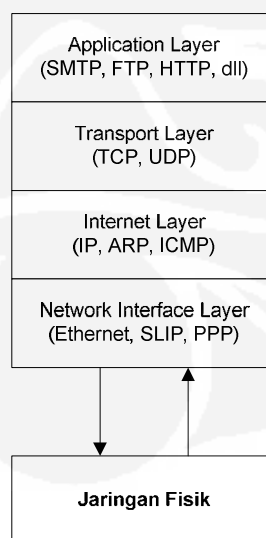 Application Layer
(SMTP, FTP, HTTP, dll)
Transport Layer
(TCP, UDP)
Internet Layer
(IP, ARP, ICMP)
Network Interface Layer
(Ethernet, SLIP, PPP)
Jaringan Fisik